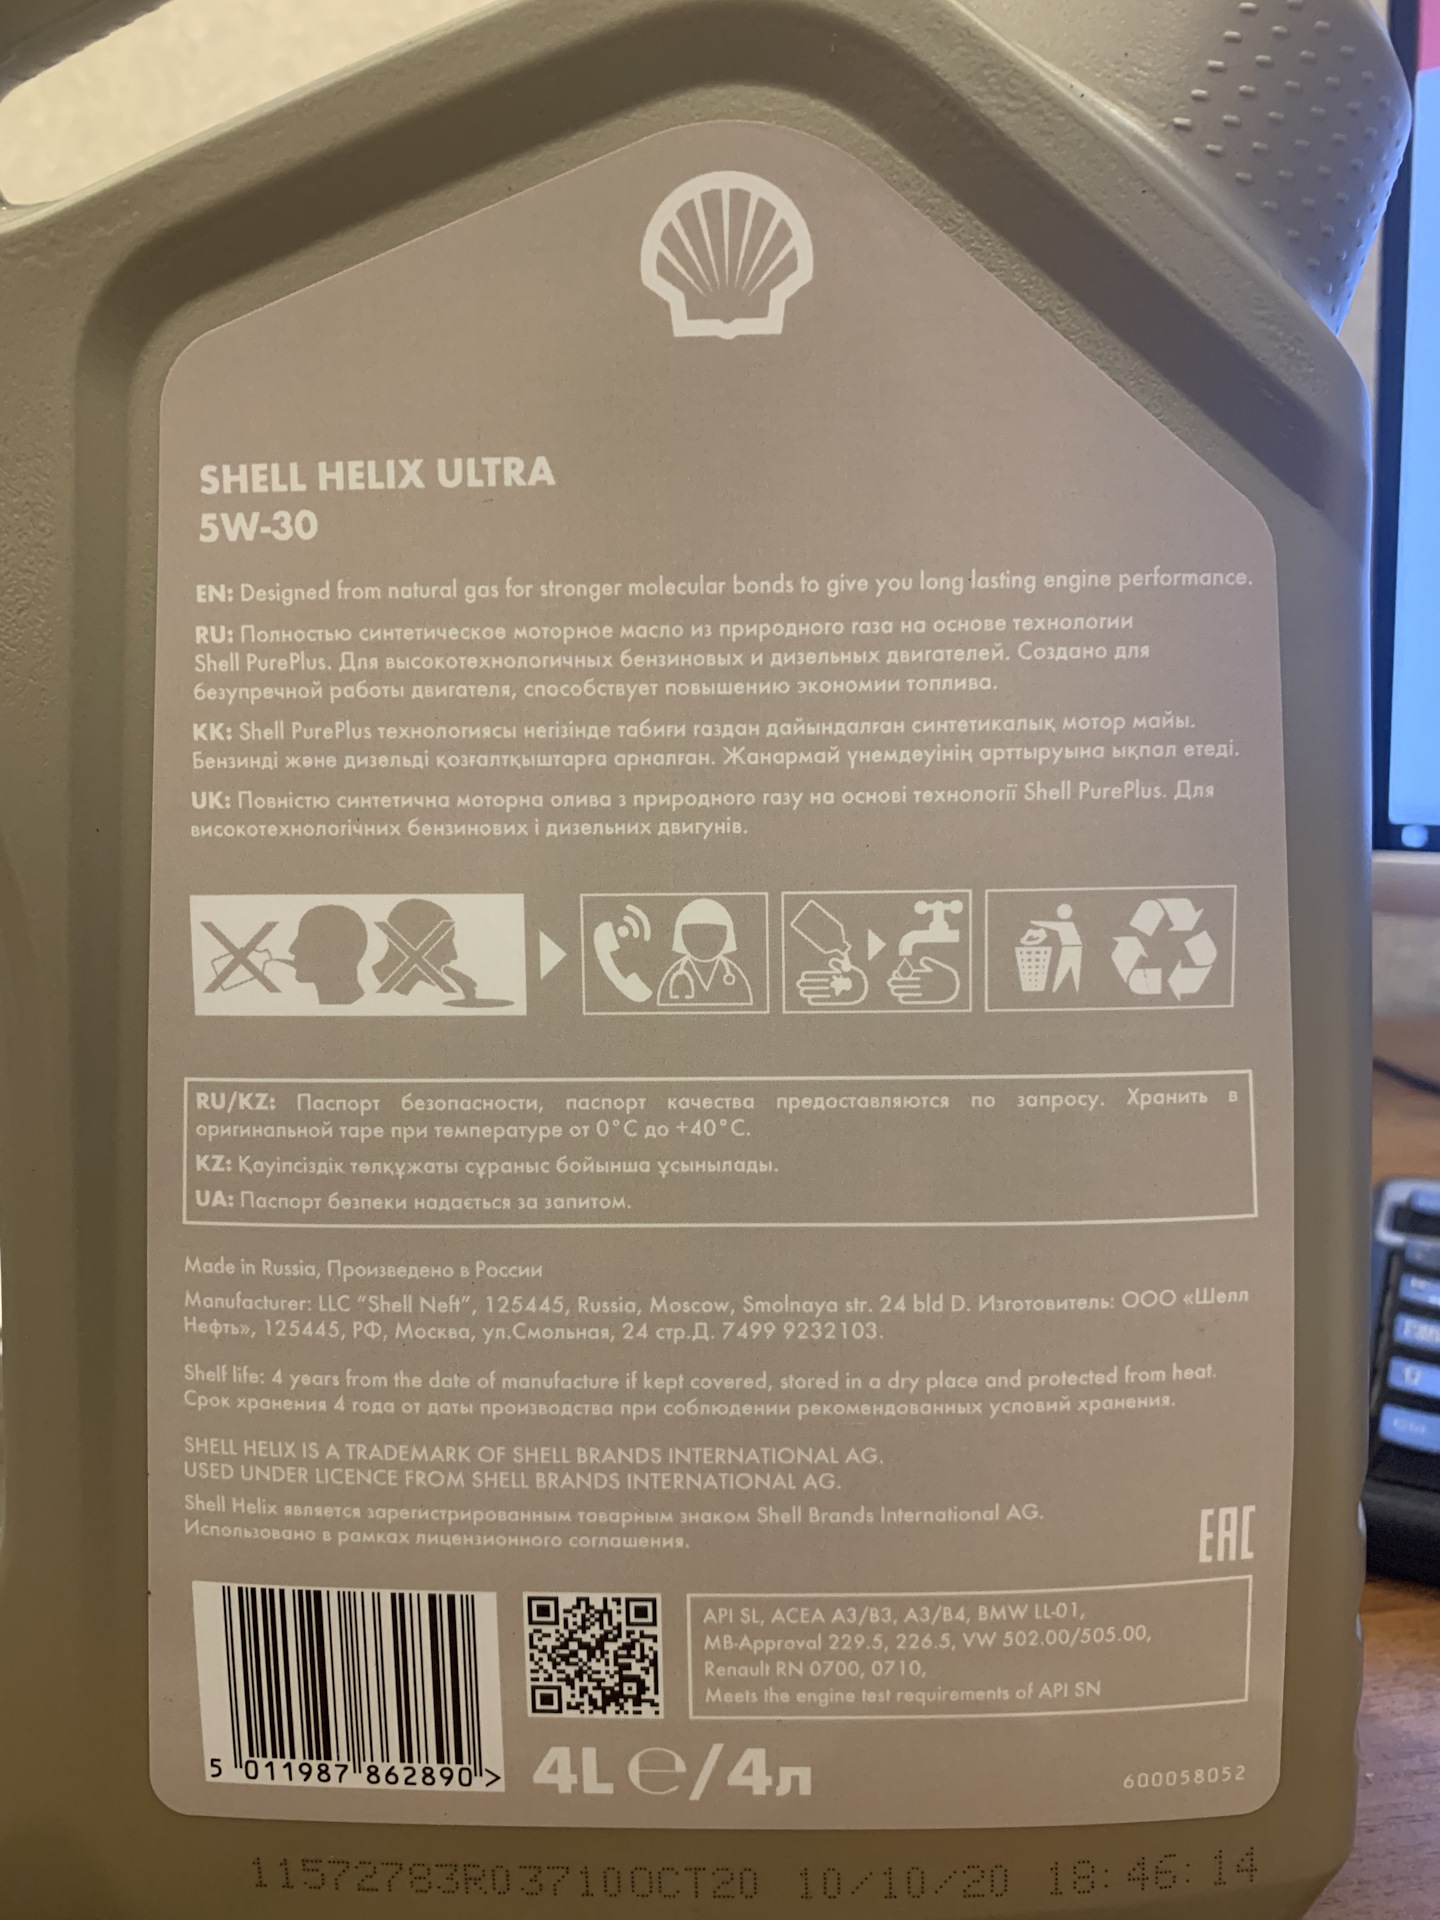 SHELL HELIX ULTRA
5W-30
EN: Designed from natural gas for stronger molecular bonds to give you long lasting engine performance.
RU: Полностью синтетическое моторное масло из природного газа на основе технологии
Shell PurePlus. Для высокотехнологичных бензиновых и дизельных двигателей. Создано для
безупречной работы двигателя, способствует повышению экономии топлива.
KK: Shell PurePlus технологиясы негізінде табиғи газдан дайындалған синтетикалық мотор майы.
Бензинді және дизельді қозғалтқыштарға арналған. Жанармай үнемдеуінің арттыруына ықпал етеді.
UK: Повністю синтетична моторна олива з природного газу на основі технології Shell PurePlus. Для
високотехнологічних бензинових і дизельних двигунів.
RU/KZ: Паспорт безопасности, паспорт качества предоставляются по запросу. Хранить в
оригинальной таре при температуре от 0°C до +40°C.
KZ: Қауіпсіздік төлқұжаты сұраныс бойынша ұсынылады.
UA: Паспорт безпеки надається за запитом.
Made in Russia, Произведено в России
Manufacturer: LLC "Shell Neft", 125445, Russia, Moscow, Smolnaya str. 24 bld D. Изготовитель: ООО «Шелл
Нефть», 125445, РФ, Москва, ул.Смольная, 24 стр.Д. 7499 9232103.
Shelf life: 4 years from the date of manufacture if kept covered, stored in a dry place and protected from heat.
Срок хранения 4 года от даты производства при соблюдении рекомендованных условий хранения.
SHELL HELIX IS A TRADEMARK OF SHELL BRANDS INTERNATIONAL AG.
USED UNDER LICENCE FROM SHELL BRANDS INTERNATIONAL AG.
Shell Helix является зарегистрированным товарным знаком Shell Brands International AG.
Использовано в рамках лицензионного соглашения.
EAC
API SL, ACEA A3/B3, A3/B4, BMW LL-01,
MB-Approval 229.5, 226.5, VW 502.00/505.00,
Renault RN 0700, 0710,
Meets the engine test requirements of API SN
5 011987 862890 >
4L ℮/4л
600058052
11572783R03710OCT20 10/10/20 18:46:14